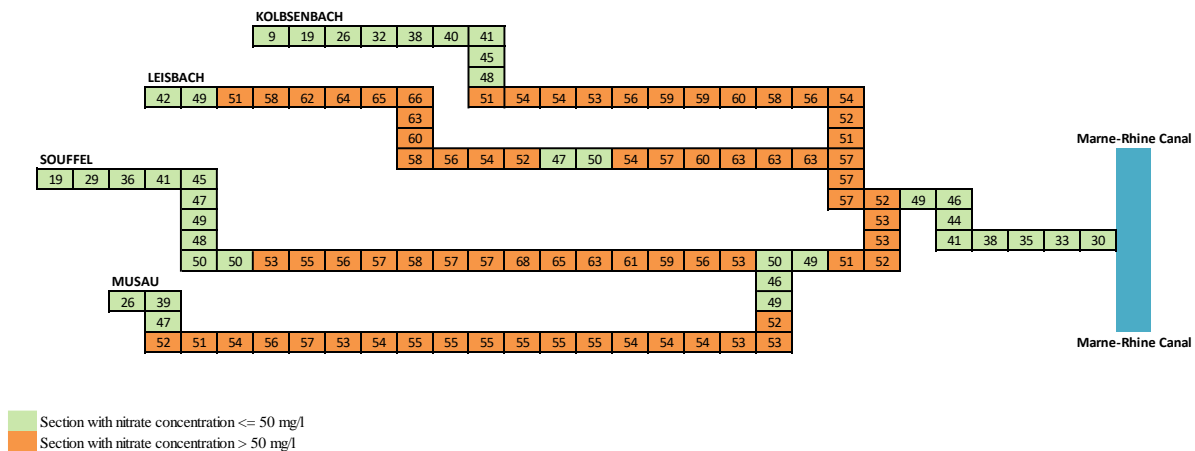 KOLBSENBACH
9 19 26 32 38 40 41
45
LEISBACH
48
42 49 51 58 62 64 65 66
51 54 54 53 56 59 59 60 58 56 54
63
52
60
51
Marne-Rhine Canal
58 56 54 52 47 50 54 57 60 63 63 63 57
SOUFFEL
19 29 36 41 45
57
47
57 52 49 46
49
53
44
48
53
41 38 35 33 30
50 50 53 55 56 57 58 57 57 68 65 63 61 59 56 53 50 49 51 52
MUSAU
46
26 39
49
47
52
52 51 54 56 57 53 54 55 55 55 55 55 55 54 54 54 53 53
Marne-Rhine Canal
Section with nitrate concentration <= 50 mg/l
Section with nitrate concentration > 50 mg/l